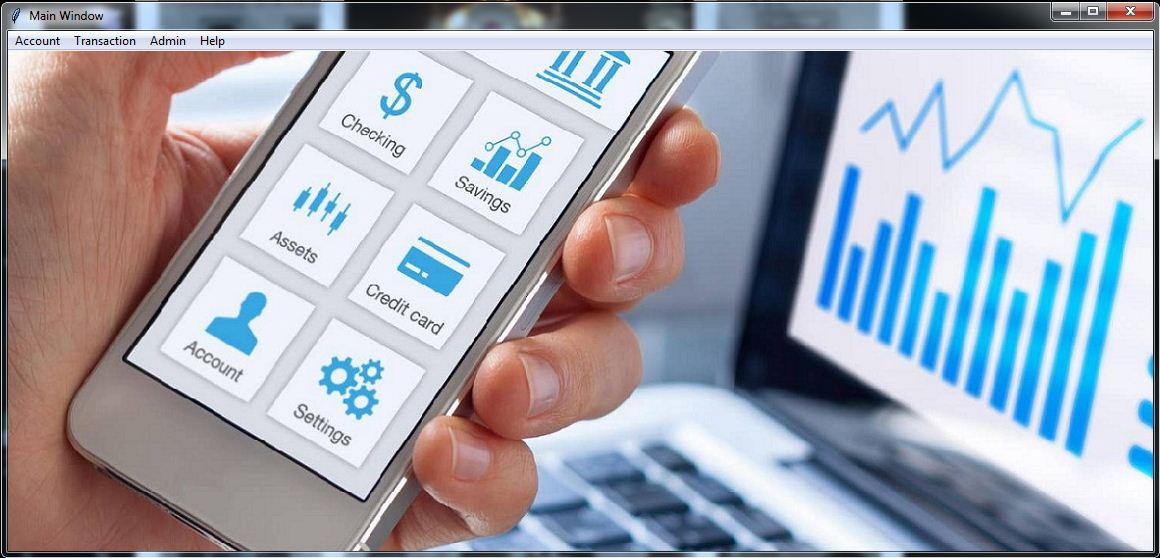 Main Window
Account Transaction Admin Help
Checking
Savings
Assets
Credit card
Account
Settings